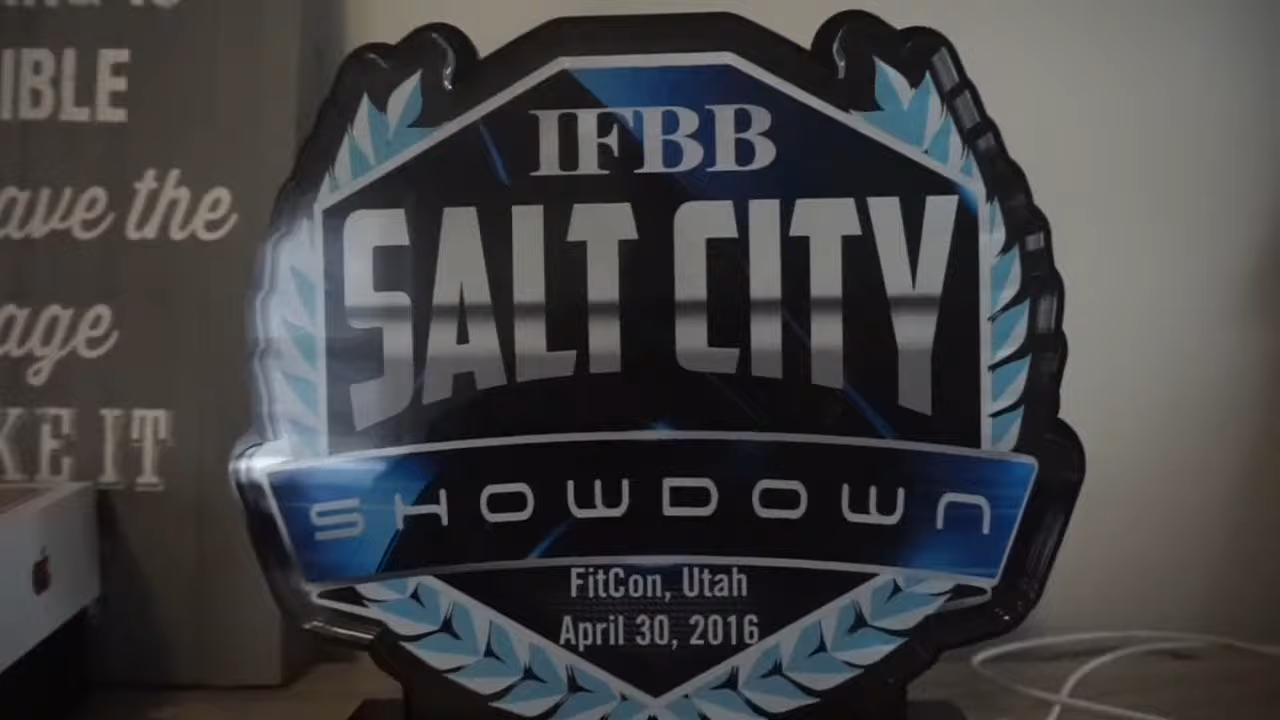 IBLE
ave the
age
KE IT
IFBB
SALT CITY
SHOWDOWN
FitCon, Utah
April 30, 2016